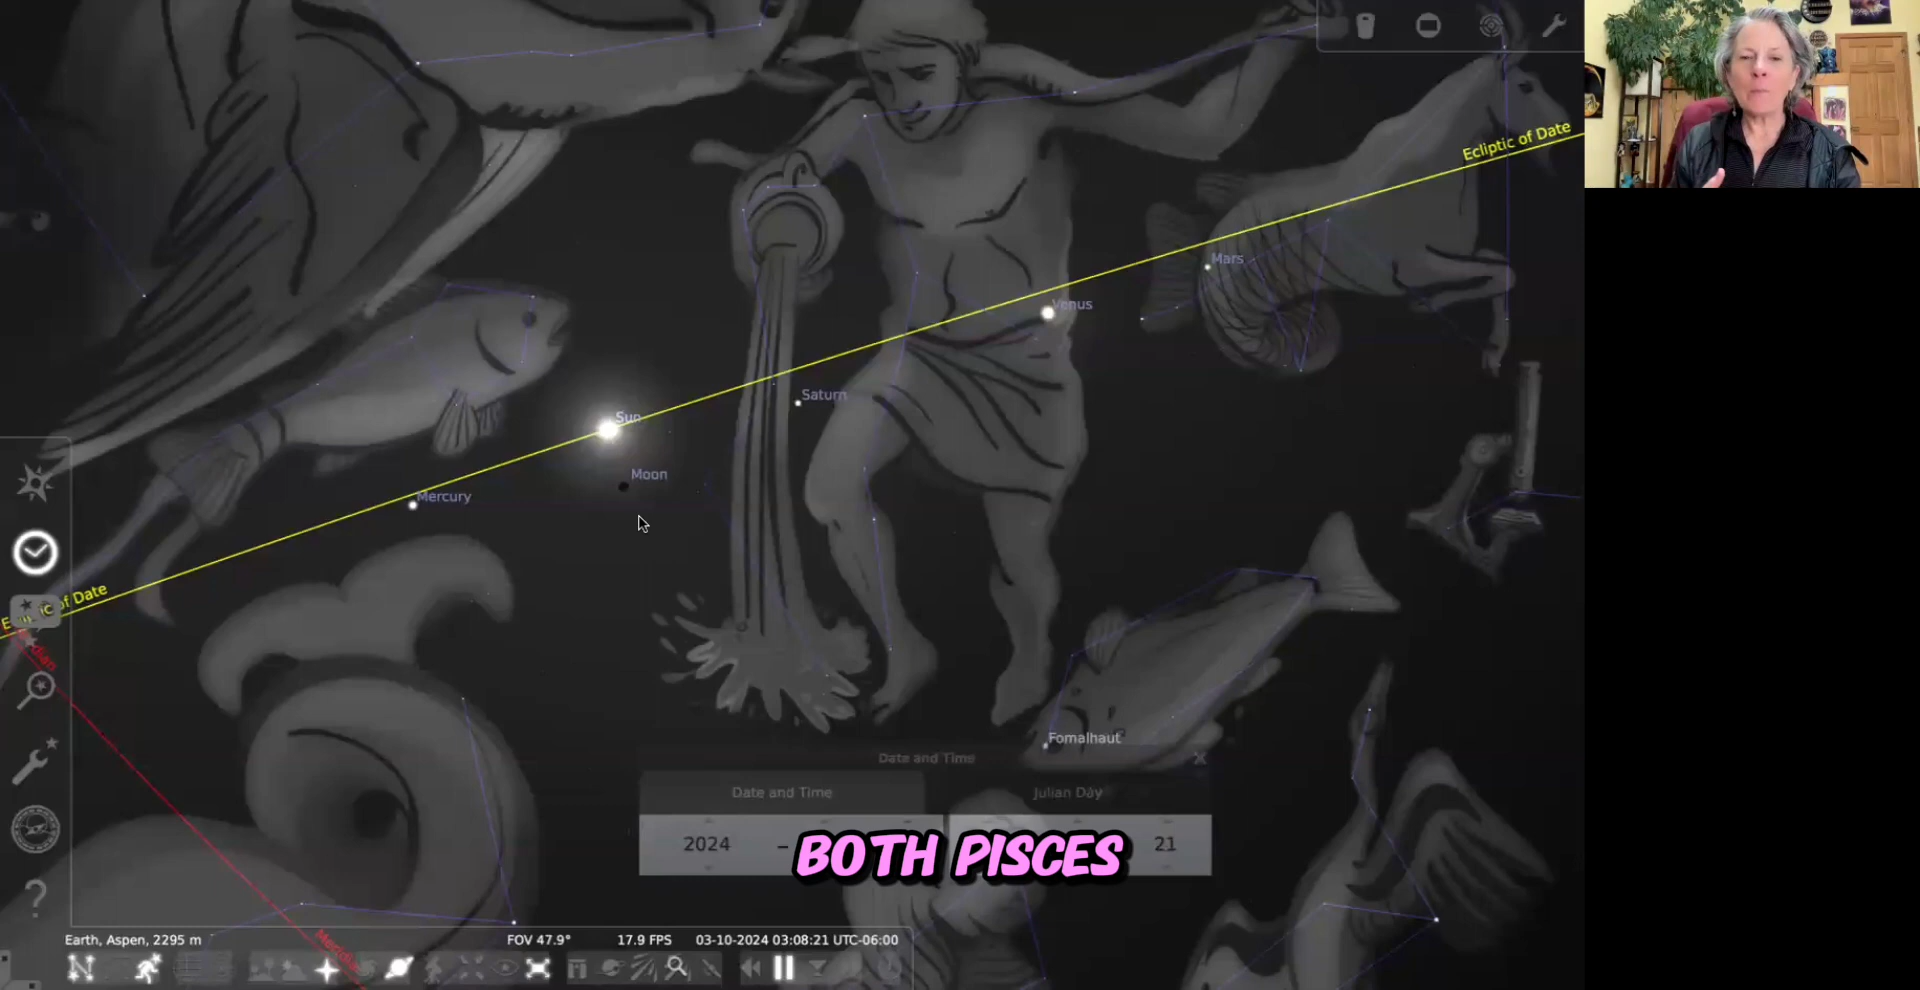 Ecliptic of Date
Mars
Venus
Saturn
Sun
Moon
Mercury
of Date
Fomalhaut
Date and Time
Date and Time
Julian Day
2024 –
21
BOTH PISCES
Earth, Aspen, 2295 m
FOV 47.9°
17.9 FPS
03-10-2024 03:08:21 UTC-06:00